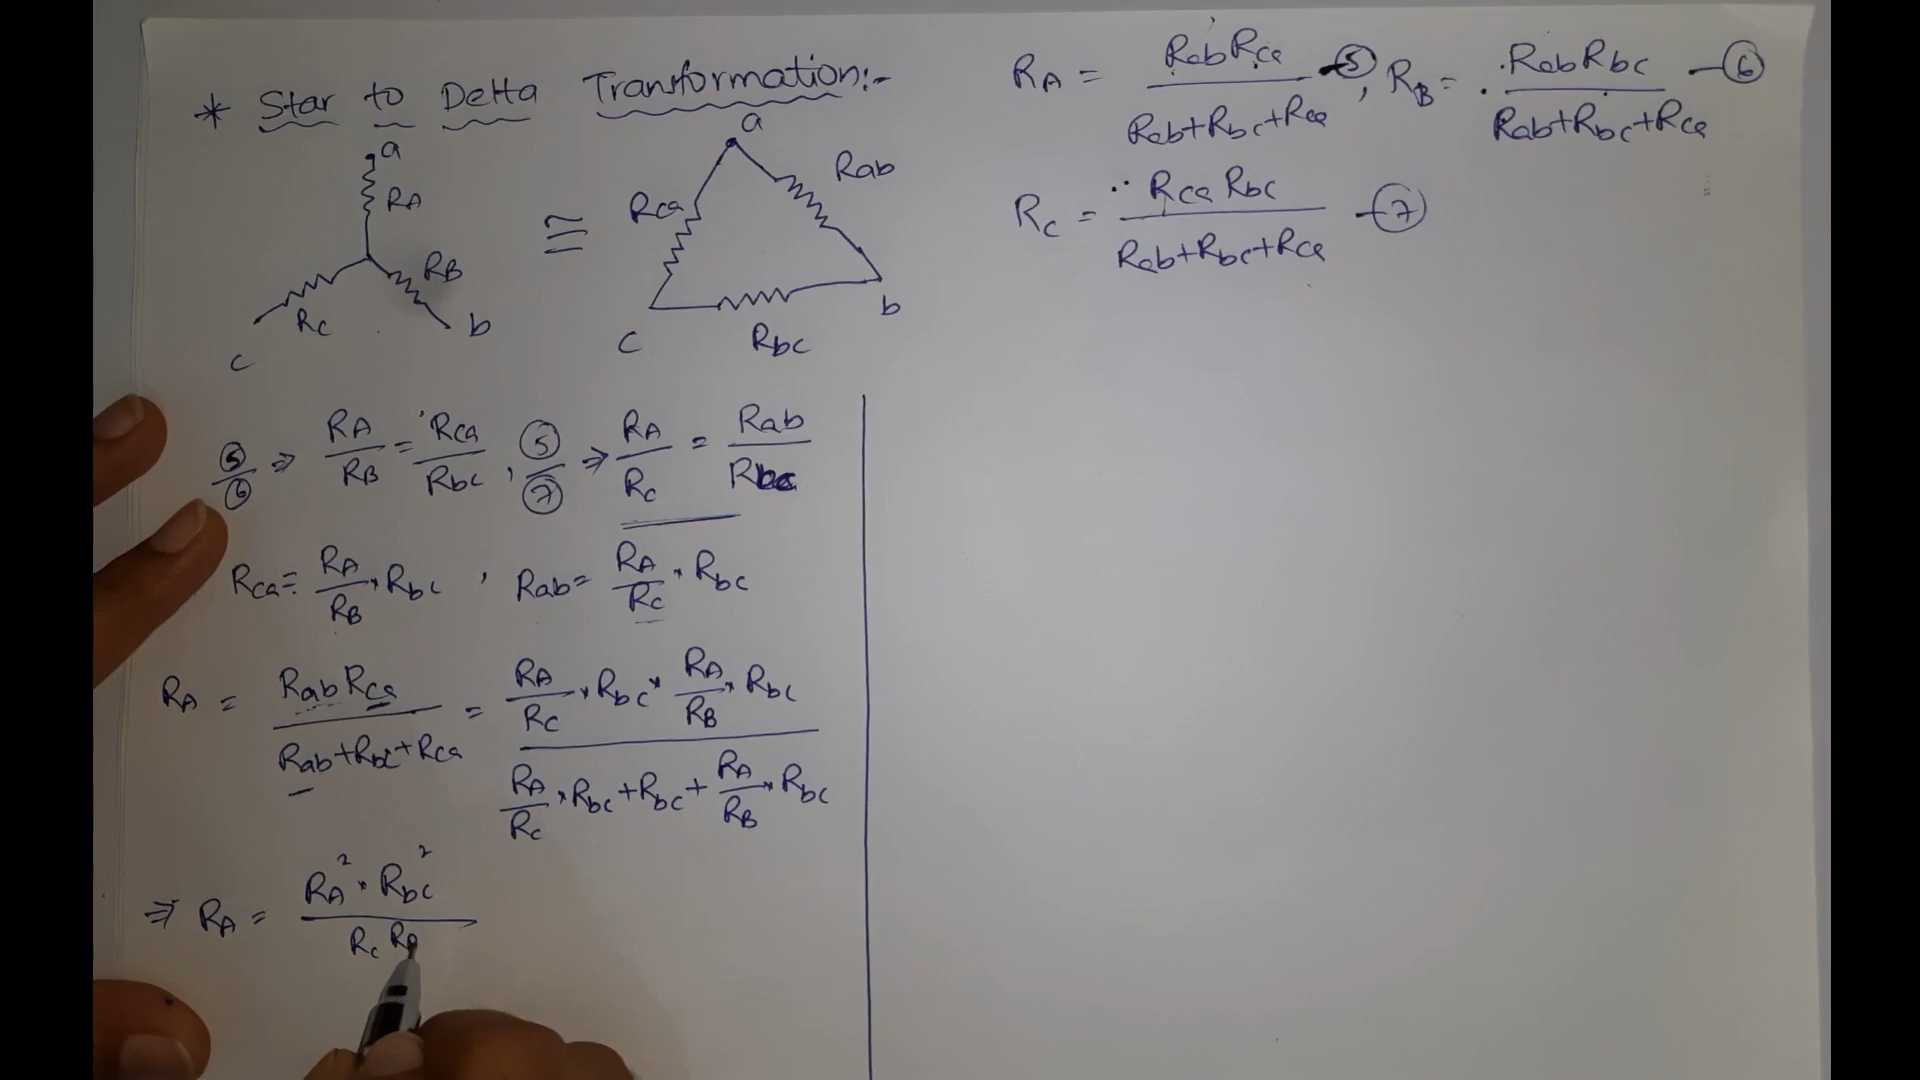 * Star to Delta Transformation:-
a
RA
RB
Rc
b
c
≅
a
Rab
Rca
Rbc
c
b
RA = RabRca / Rab+Rbc+Rca —⑤, RB = RabRbc / Rab+Rbc+Rca —⑥
Rc = Rca Rbc / Rab+Rbc+Rca —⑦
⑤/⑥ ⇒ RA/RB = Rca/Rbc, ⑤/⑦ ⇒ RA/Rc = Rab/Rbc
Rca = RA/RB × Rbc, Rab = RA/Rc × Rbc
RA = RabRca / Rab+Rbc+Rca = RA/Rc × Rbc × RA/RB × Rbc / RA/Rc × Rbc + Rbc + RA/RB × Rbc
⇒ RA = RA² × Rbc² / Rc